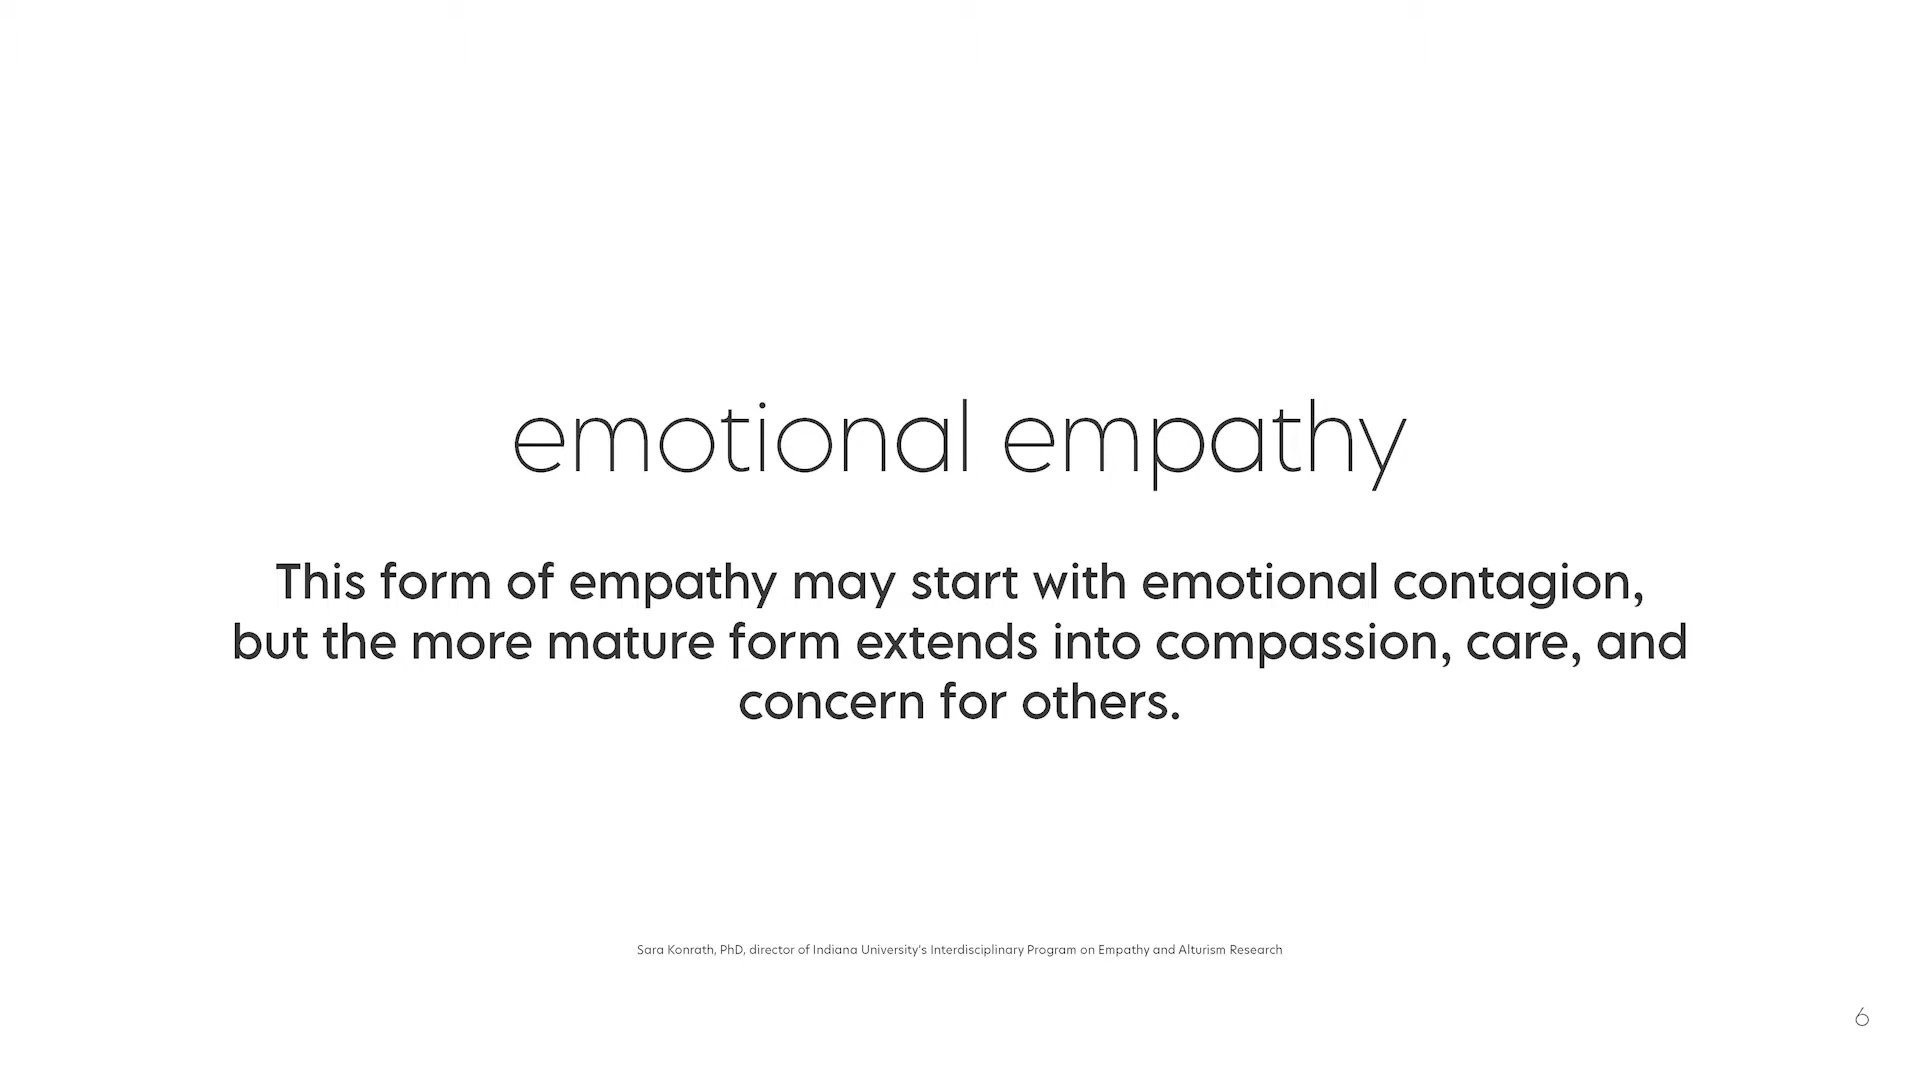 emotional empathy
This form of empathy may start with emotional contagion,
but the more mature form extends into compassion, care, and
concern for others.
Sara Konrath, PhD, director of Indiana University's Interdisciplinary Program on Empathy and Alturism Research
6